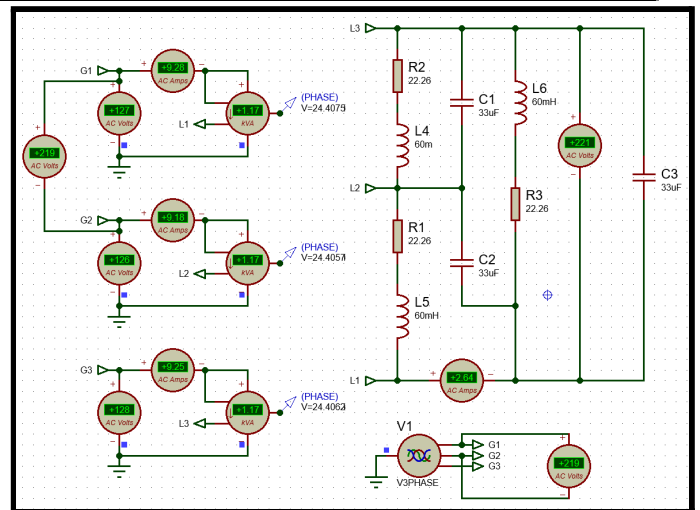 G1
+9.28
AC Amps
+127
AC Volts
+1.17
kVA
L1
(PHASE)
V=24.4075
+219
AC Volts
G2
+9.18
AC Amps
+126
AC Volts
+1.17
kVA
L2
(PHASE)
V=24.4057
G3
+9.25
AC Amps
+128
AC Volts
+1.17
kVA
L3
(PHASE)
V=24.4062
L3
R2
22.26
C1
33uF
L6
60mH
+221
AC Volts
C3
33uF
L4
60m
L2
R3
22.26
R1
22.26
C2
33uF
L5
60mH
L1
+2.64
AC Amps
V1
V3PHASE
G1
G2
G3
+219
AC Volts